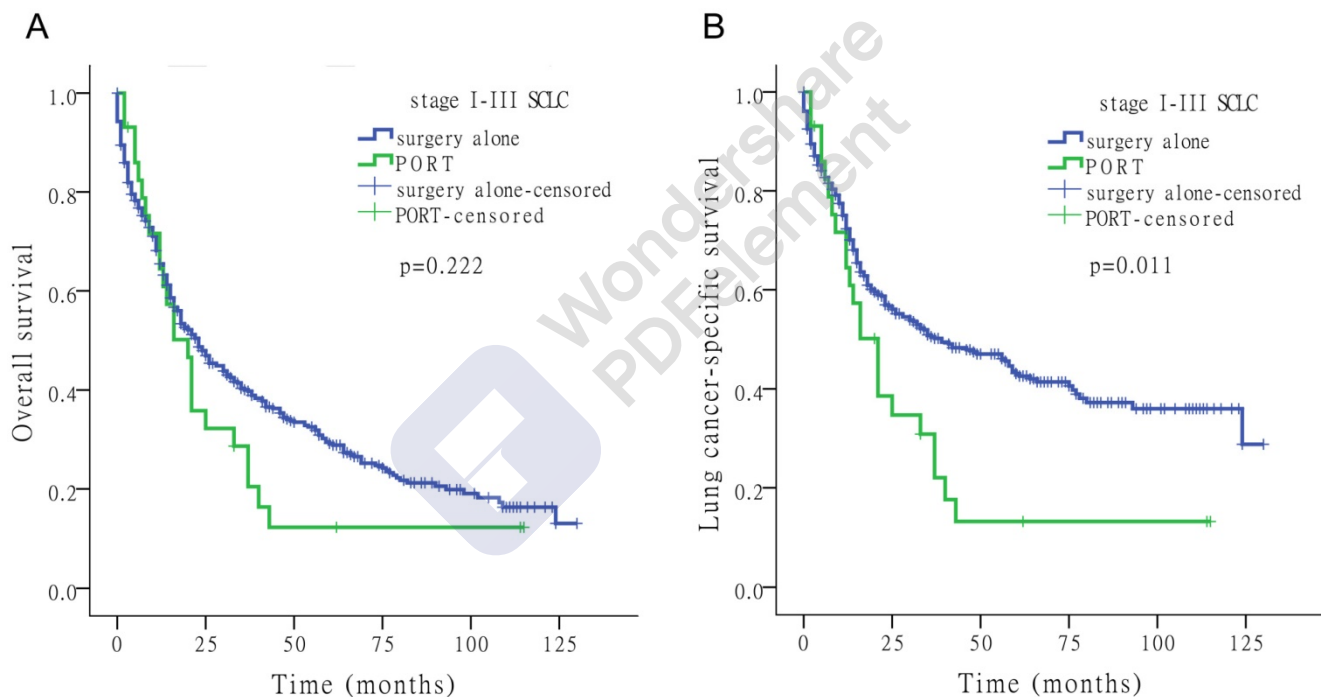 A
Overall survival
1.0
0.8
0.6
0.4
0.2
0.0
0 25 50 75 100 125
Time (months)
stage I-III SCLC
surgery alone
PORT
surgery alone-censored
PORT-censored
p=0.222
B
Lung cancer-specific survival
1.0
0.8
0.6
0.4
0.2
0.0
0 25 50 75 100 125
Time (months)
stage I-III SCLC
surgery alone
PORT
surgery alone-censored
PORT-censored
p=0.011
Wondershare
PDFelement